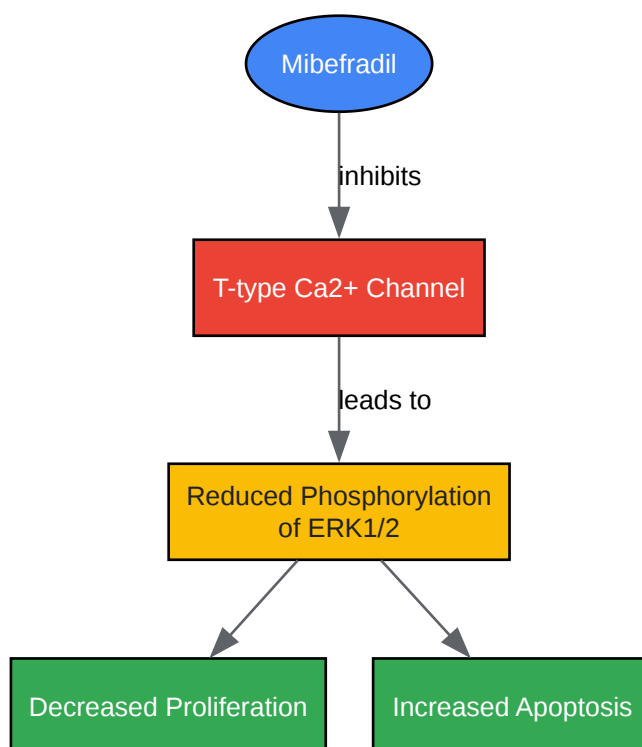 Mibefradil
inhibits
T-type Ca2+ Channel
leads to
Reduced Phosphorylation
of ERK1/2
Decreased Proliferation
Increased Apoptosis